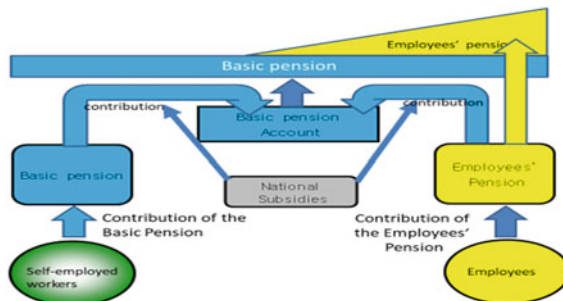 Employees' pension
Basic pension
contribution
contribution
Basic pension
Account
Basic pension
Employees'
Pension
National
Subsidies
Contribution of the
Basic Pension
Contribution of
the Employees'
Pension
Self-employed
workers
Employees